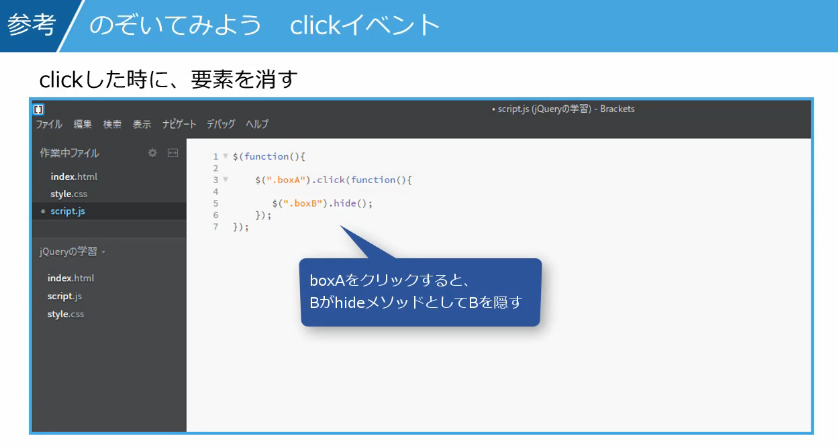 参考 のぞいてみよう clickイベント
clickした時に、要素を消す
• script.js (jQueryの学習) - Brackets
ファイル 編集 検索 表示 ナビゲート デバッグ ヘルプ
作業中ファイル
index.html
style.css
• script.js
jQueryの学習
index.html
script.js
style.css
1 $(function(){
2
3 $(".boxA").click(function(){
4
5 $(".boxB").hide();
6 });
7 });
boxAをクリックすると、
BがhideメソッドとしてBを隠す